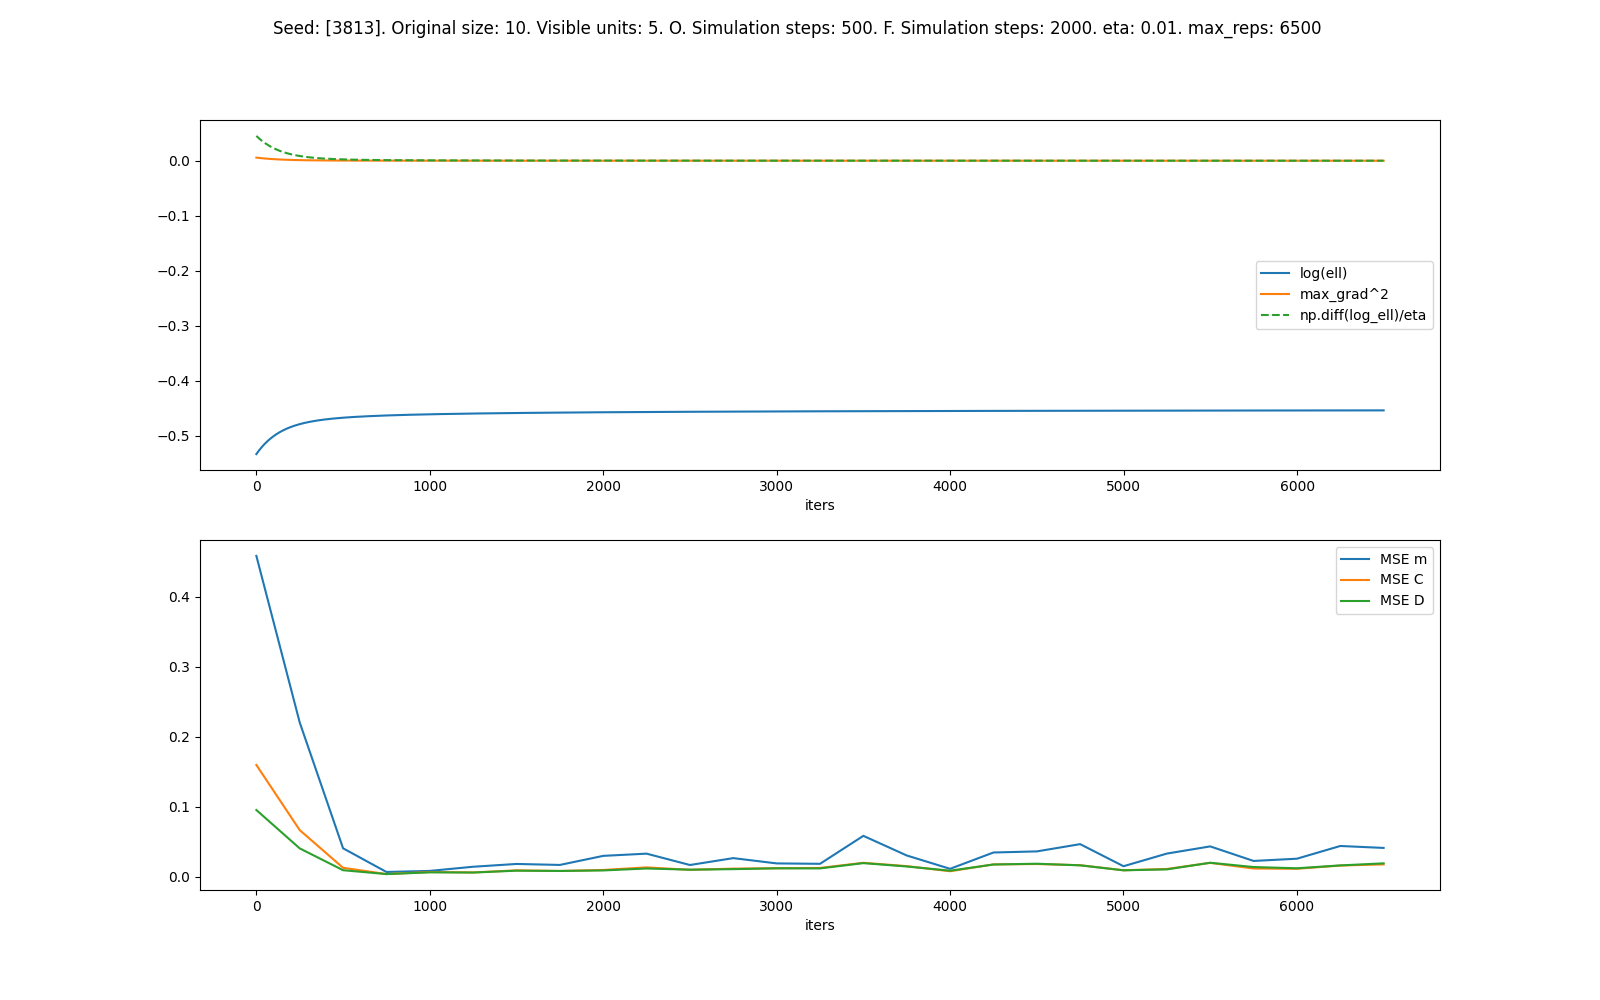 Seed: [3813]. Original size: 10. Visible units: 5. O. Simulation steps: 500. F. Simulation steps: 2000. eta: 0.01. max_reps: 6500
0.0
−0.1
−0.2
−0.3
−0.4
−0.5
log(ell)
max_grad^2
np.diff(log_ell)/eta
0 1000 2000 3000 4000 5000 6000
iters
0.4
0.3
0.2
0.1
0.0
MSE m
MSE C
MSE D
0 1000 2000 3000 4000 5000 6000
iters